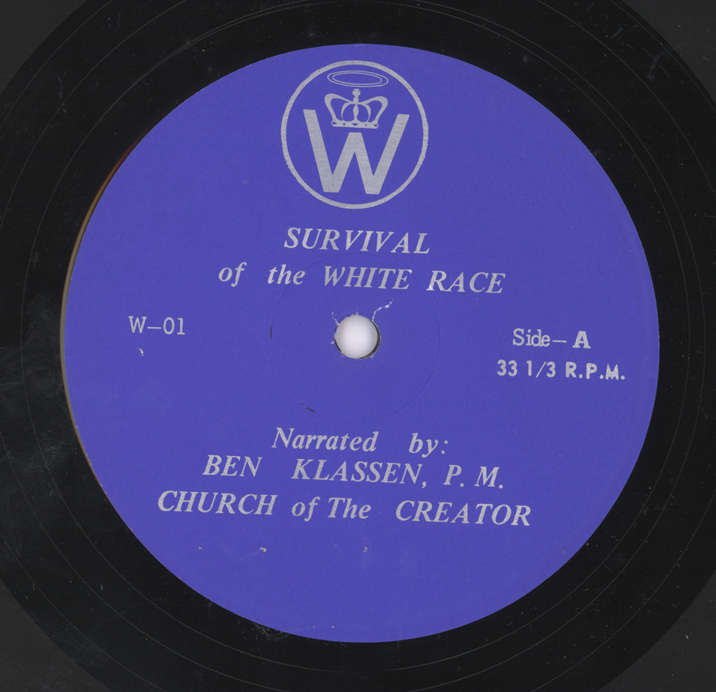 W
SURVIVAL
of the WHITE RACE
W-01
Side-A
33 1/3 R.P.M.
Narrated by:
BEN KLASSEN, P. M.
CHURCH of The CREATOR